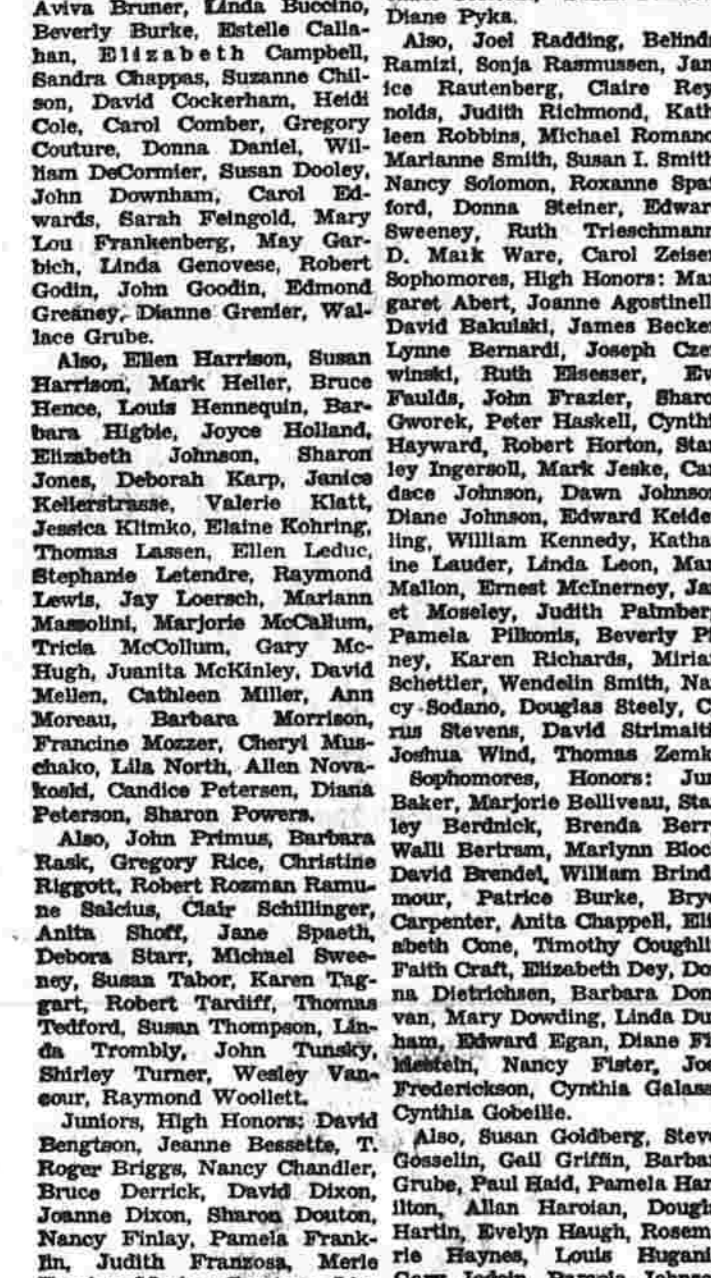 Aviva Bruner, Linda Buccino,
Beverly Burke, Estelle Calla-
han, Elizabeth Campbell,
Sandra Chappas, Suzanne Chil-
son, David Cockerham, Heidi
Cole, Carol Comber, Gregory
Couture, Donna Daniel, Wil-
liam DeCormier, Susan Dooley,
John Downham, Carol Ed-
wards, Sarah Feingold, Mary
Lou Frankenberg, May Gar-
bich, Linda Genovese, Robert
Godin, John Goodin, Edmond
Greaney, Dianne Grenier, Wal-
lace Grube.
Also, Ellen Harrison, Susan
Harrison, Mark Heller, Bruce
Hence, Louis Hennequin, Bar-
bara Higbie, Joyce Holland,
Elizabeth Johnson, Sharon
Jones, Deborah Karp, Janice
Kellerstrasse, Valerie Klatt,
Jessica Klimko, Elaine Kohring,
Thomas Lassen, Ellen Leduc,
Stephanie Letendre, Raymond
Lewis, Jay Loersch, Mariann
Massolini, Marjorie McCallum,
Tricia McCollum, Gary Mc-
Hugh, Juanita McKinley, David
Mellen, Cathleen Miller, Ann
Moreau, Barbara Morrison,
Francine Mozzer, Cheryl Mus-
chako, Lila North, Allen Nova-
koski, Candice Petersen, Diana
Peterson, Sharon Powers.
Also, John Primus, Barbara
Rask, Gregory Rice, Christine
Riggott, Robert Rozman Ramu-
ne Salcius, Clair Schillinger,
Anita Shoff, Jane Spaeth,
Debora Starr, Michael Swee-
ney, Susan Tabor, Karen Tag-
gart, Robert Tardiff, Thomas
Tedford, Susan Thompson, Lin-
da Trombly, John Tunsky,
Shirley Turner, Wesley Van-
cour, Raymond Woollett.
Juniors, High Honors: David
Bengtson, Jeanne Bessette, T.
Roger Briggs, Nancy Chandler,
Bruce Derrick, David Dixon,
Joanne Dixon, Sharon Douton,
Nancy Finlay, Pamela Frank-
lin, Judith Franzosa, Merle
Diane Pyka.
Also, Joel Radding, Belinda
Ramizi, Sonja Rasmussen, Jan
ice Rautenberg, Claire Rey
nolds, Judith Richmond, Kath
leen Robbins, Michael Romano
Marianne Smith, Susan I. Smith
Nancy Solomon, Roxanne Spaf
ford, Donna Steiner, Edwar
Sweeney, Ruth Trieschmann
D. Mark Ware, Carol Zeiser
Sophomores, High Honors: Mar
garet Abert, Joanne Agostinell
David Bakulski, James Becke
Lynne Bernardi, Joseph Czer
winski, Ruth Elsesser, Ev
Faulds, John Frazier, Sharo
Gworek, Peter Haskell, Cynthi
Hayward, Robert Horton, Stan
ley Ingersoll, Mark Jeske, Can
dace Johnson, Dawn Johnson
Diane Johnson, Edward Keide
ling, William Kennedy, Katha
ine Lauder, Linda Leon, Mar
Mallon, Ernest McInerney, Ja
et Moseley, Judith Palmberg
Pamela Pilkonis, Beverly Pi
ney, Karen Richards, Miria
Schettler, Wendelin Smith, Na
cy Sodano, Douglas Steely, C
rus Stevens, David Strimaiti
Joshua Wind, Thomas Zemk
Sophomores, Honors: Jun
Baker, Marjorie Belliveau, Sta
ley Berdnick, Brenda Berr
Walli Bertram, Marlynn Bloc
David Brendel, William Brind
mour, Patrice Burke, Bryc
Carpenter, Anita Chappell, Eli
abeth Cone, Timothy Coughli
Faith Craft, Elizabeth Dey, Do
na Dietrichsen, Barbara Don
van, Mary Dowding, Linda Du
ham, Edward Egan, Diane Fi
klestein, Nancy Fister, Joe
Frederickson, Cynthia Galass
Cynthia Gobeille.
Also, Susan Goldberg, Steve
Gosselin, Gail Griffin, Barba
Grube, Paul Haid, Pamela Ham
ilton, Allan Haroian, Dougla
Hartin, Evelyn Haugh, Rosema
rie Haynes, Louis Hugani